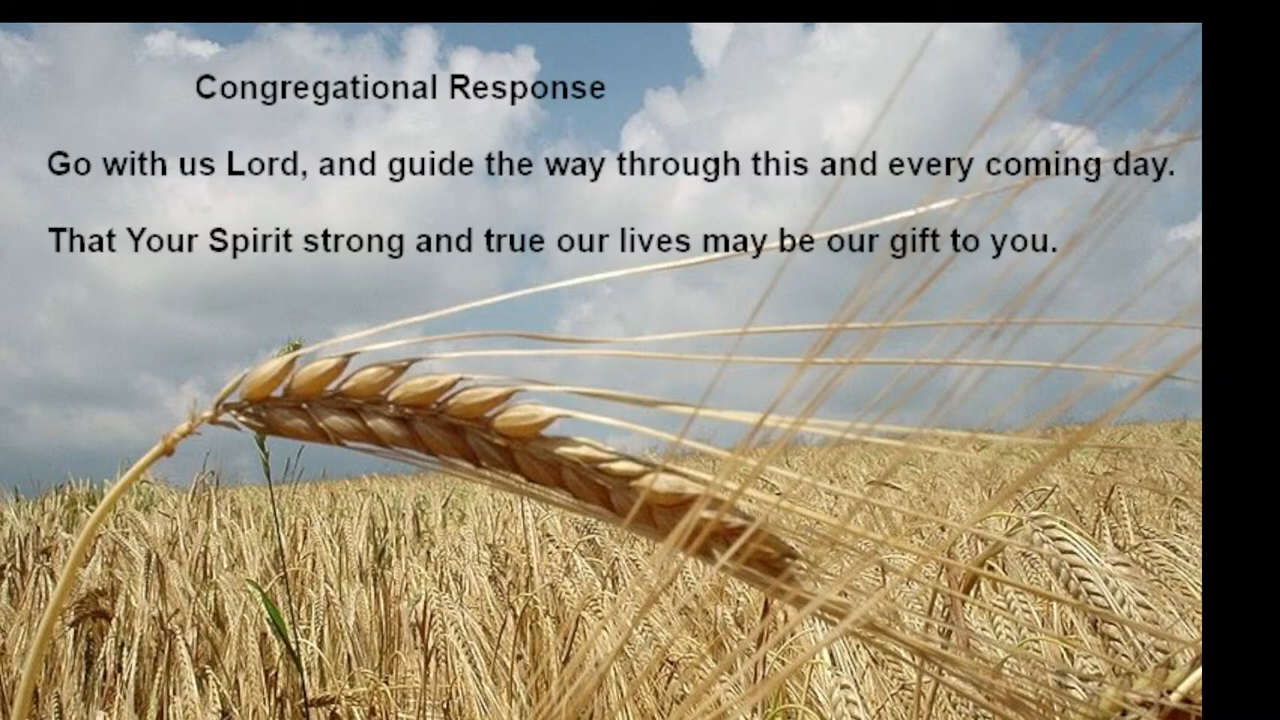 Congregational Response
Go with us Lord, and guide the way through this and every coming day.
That Your Spirit strong and true our lives may be our gift to you.